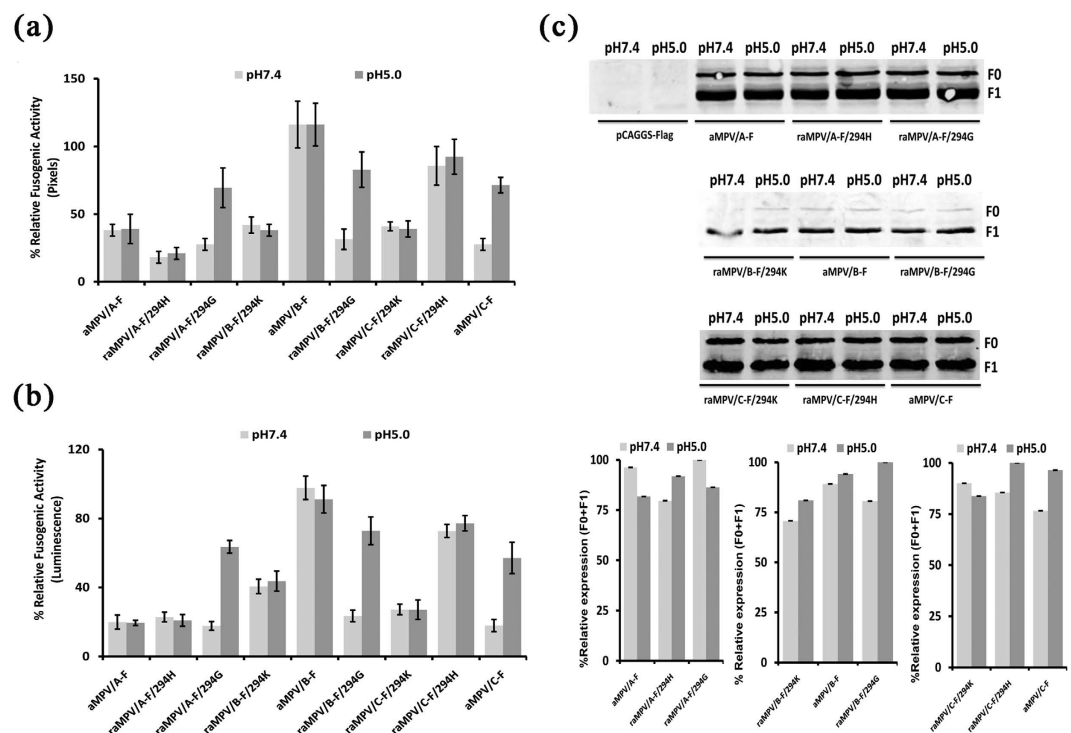 (a)
pH7.4 pH5.0
% Relative Fusogenic Activity
(Pixels)
150
100
50
0
aMPV/A-F
raMPV/A-F/294H
raMPV/A-F/294G
raMPV/B-F/294K
aMPV/B-F
raMPV/B-F/294G
raMPV/C-F/294K
raMPV/C-F/294H
aMPV/C-F
(b)
pH7.4 pH5.0
% Relative Fusogenic Activity
(Luminescence)
120
80
40
0
aMPV/A-F
raMPV/A-F/294H
raMPV/A-F/294G
raMPV/B-F/294K
aMPV/B-F
raMPV/B-F/294G
raMPV/C-F/294K
raMPV/C-F/294H
aMPV/C-F
(c)
pH7.4 pH5.0 pH7.4 pH5.0 pH7.4 pH5.0 pH7.4 pH5.0
F0
F1
pCAGGS-Flag aMPV/A-F raMPV/A-F/294H raMPV/A-F/294G
pH7.4 pH5.0 pH7.4 pH5.0 pH7.4 pH5.0
F0
F1
raMPV/B-F/294K aMPV/B-F raMPV/B-F/294G
pH7.4 pH5.0 pH7.4 pH5.0 pH7.4 pH5.0
F0
F1
raMPV/C-F/294K raMPV/C-F/294H aMPV/C-F
pH7.4 pH5.0
%Relative expression (F0+F1)
100
75
50
25
0
aMPV/A-F
raMPV/A-F/294H
raMPV/A-F/294G
pH7.4 pH5.0
% Relative expression (F0+F1)
100
75
50
25
0
raMPV/B-F/294K
aMPV/B-F
raMPV/B-F/294G
pH7.4 pH5.0
%Relative expression (F0+F1)
100
75
50
25
0
raMPV/C-F/294K
raMPV/C-F/294H
aMPV/C-F